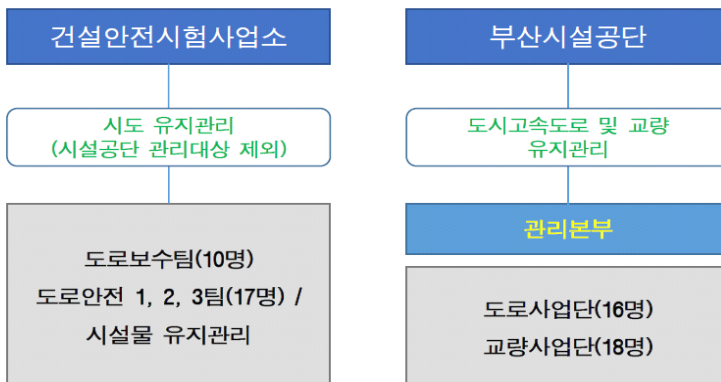 건설안전시험사업소
시도 유지관리
(시설공단 관리대상 제외)
도로보수팀(10명)
도로안전 1, 2, 3팀(17명) /
시설물 유지관리
부산시설공단
도시고속도로 및 교량
유지관리
관리본부
도로사업단(16명)
교량사업단(18명)